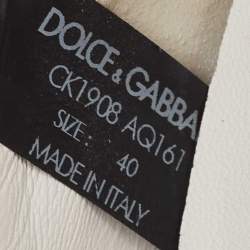 DOLCE & GABBA
CK1908 AQ161
SIZE: 40
MADE IN ITALY